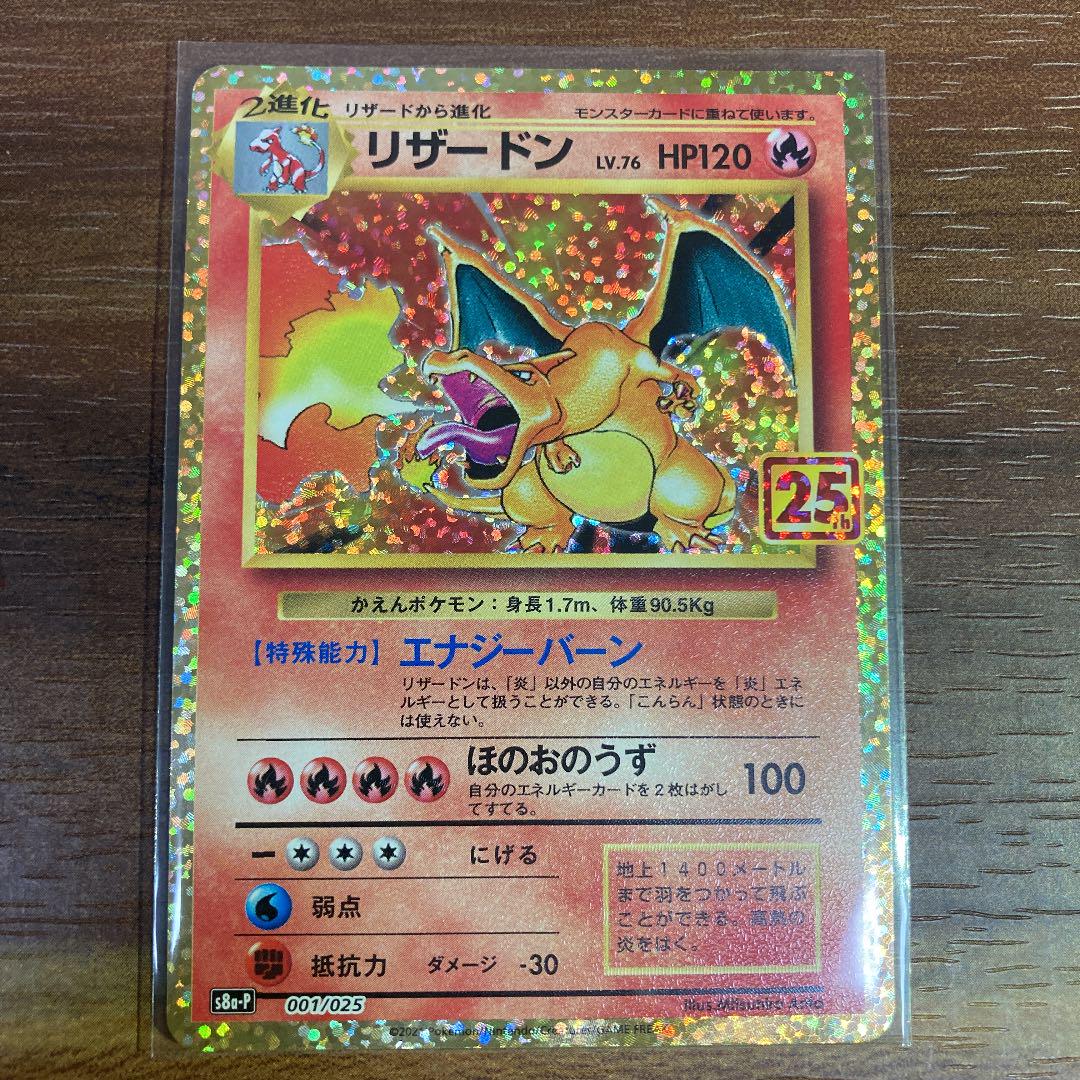 2進化 リザードから進化 モンスターカードに重ねて使います。
リザードン LV.76 HP120
25th
かえんポケモン：身長1.7m、体重90.5Kg
【特殊能力】 エナジーバーン
リザードンは、「炎」以外の自分のエネルギーを「炎」エネ
ルギーとして扱うことができる。「こんらん」状態のときに
は使えない。
ほのおのうず 100
自分のエネルギーカードを2枚はがし
てすてる。
にげる
弱点
抵抗力 ダメージ -30
地上1400メートル
まで羽をつかって飛ぶ
ことができる。高熱の
炎をはく。
s8a-P 001/025 Illus. Mitsuhiro Arita
Pokémon/Nintendo/Creatures/GAME FREAK